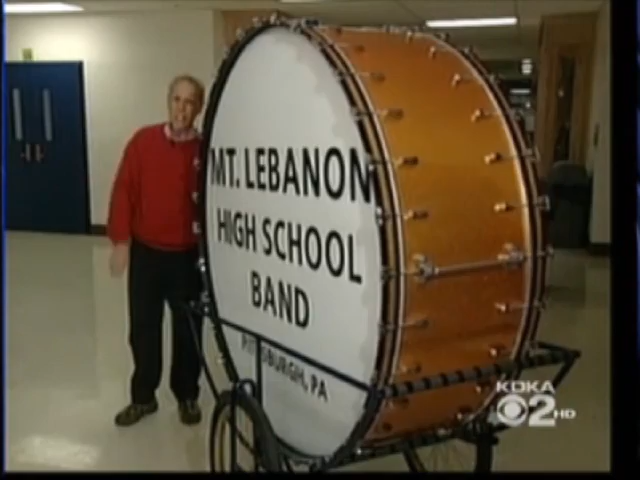 MT. LEBANON
HIGH SCHOOL
BAND
PITTSBURGH, PA
KDKA
2 HD